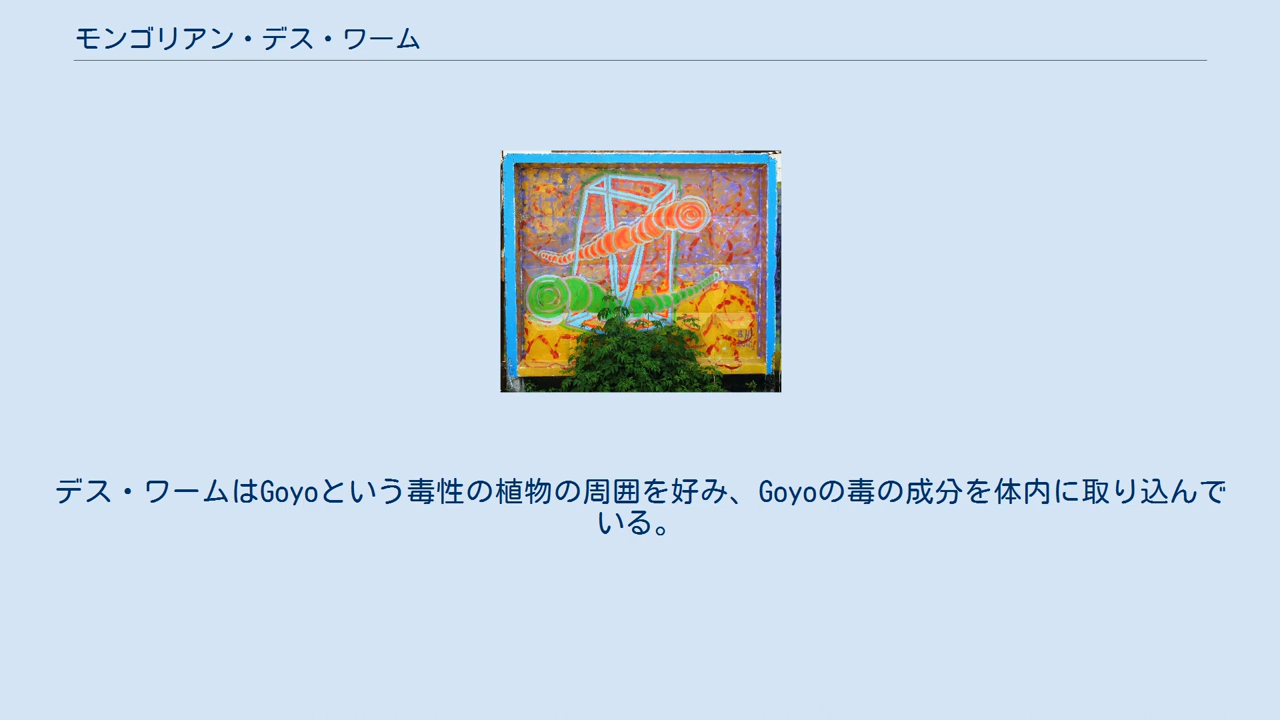 モンゴリアン・デス・ワーム
デス・ワームはGoyoという毒性の植物の周囲を好み、Goyoの毒の成分を体内に取り込んで
いる。